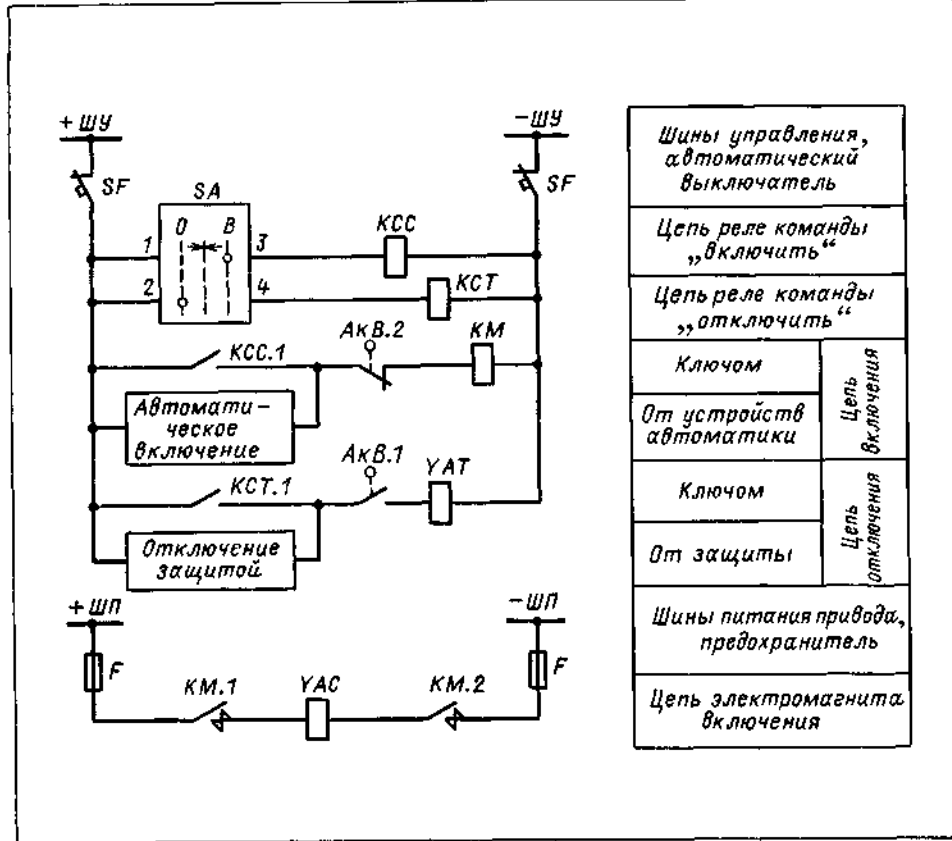 + ШУ
−ШУ
SF
SF
SA
О В
1
3
2
4
КСС
КСТ
КСС.1
АкВ.2
КМ
Автомати-
ческое
включение
КСТ.1
АкВ.1
YAT
Отключение
защитой
+ ШП
−ШП
F
F
КМ.1
YAC
КМ.2
Шины управления,
автоматический
выключатель
Цепь реле команды
„включить“
Цепь реле команды
„отключить“
Ключом
От устройств
автоматики
Цепь
включения
Ключом
От защиты
Цепь
отключения
Шины питания привода,
предохранитель
Цепь электромагнита
включения